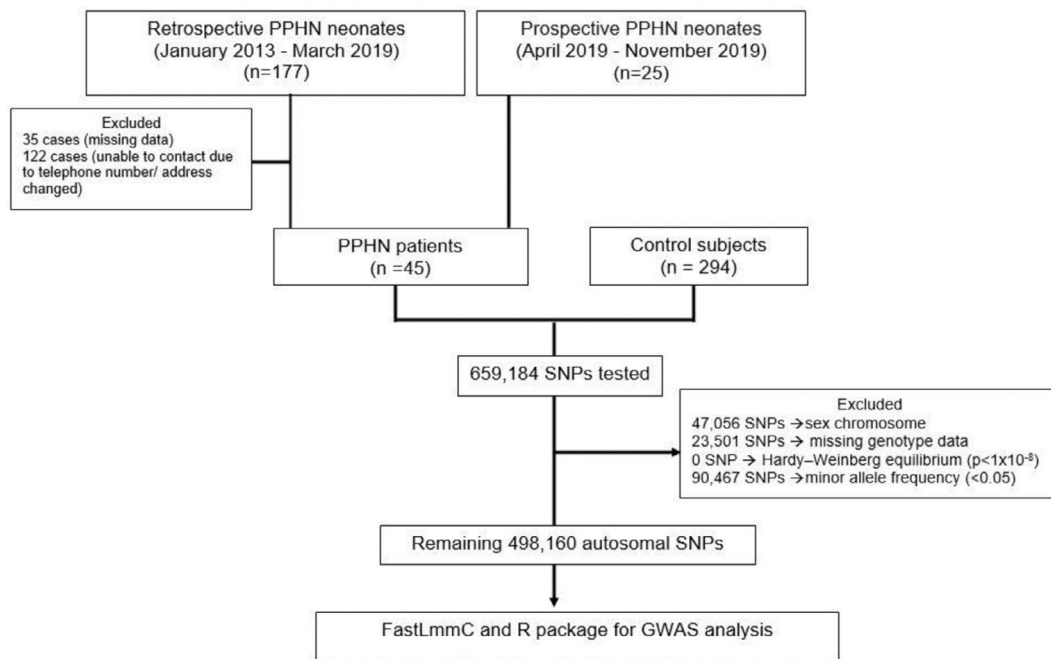 Retrospective PPHN neonates
(January 2013 - March 2019)
(n=177)
Prospective PPHN neonates
(April 2019 - November 2019)
(n=25)
Excluded
35 cases (missing data)
122 cases (unable to contact due
to telephone number/ address
changed)
PPHN patients
(n =45)
Control subjects
(n = 294)
659,184 SNPs tested
Excluded
47,056 SNPs →sex chromosome
23,501 SNPs → missing genotype data
0 SNP → Hardy–Weinberg equilibrium (p<1x10⁻⁸)
90,467 SNPs →minor allele frequency (<0.05)
Remaining 498,160 autosomal SNPs
FastLmmC and R package for GWAS analysis